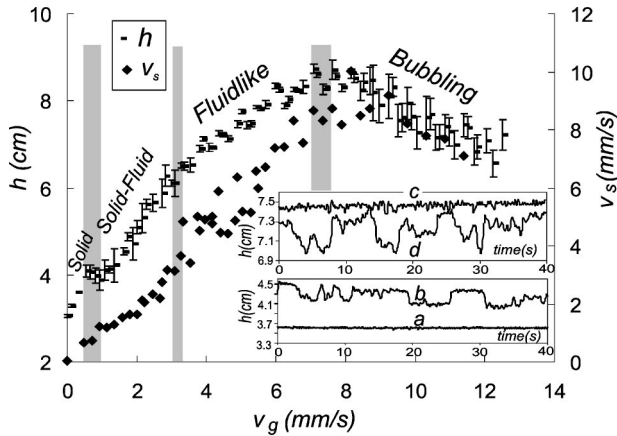 h
v_s
10
8
6
4
2
h (cm)
12
10
8
6
4
2
0
v_s (mm/s)
Solid
Solid-Fluid
Fluidlike
Bubbling
7.5
7.3
7.1
6.9
h(cm)
c
d
time(s)
0 10 20 30 40
4.5
4.1
3.7
3.3
h(cm)
b
a
time(s)
0 10 20 30 40
0 2 4 6 8 10 12 14
v_g (mm/s)